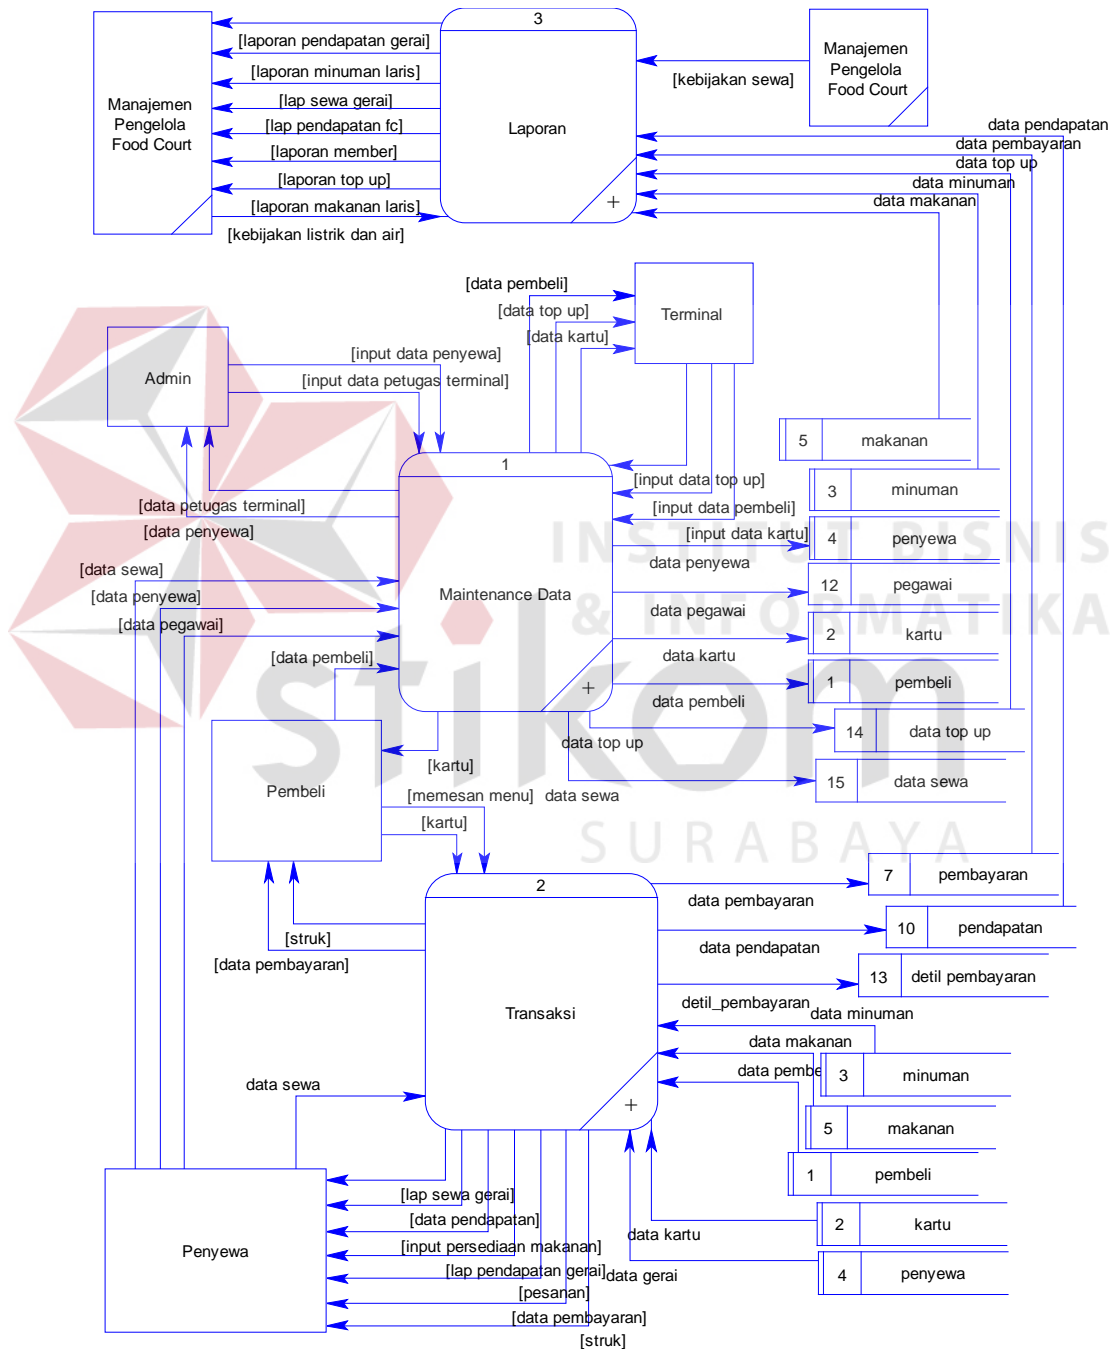 3
[laporan pendapatan gerai]
[laporan minuman laris]
[lap sewa gerai]
[lap pendapatan fc]
[laporan member]
[laporan top up]
[laporan makanan laris]
[kebijakan listrik dan air]
Manajemen
Pengelola
Food Court
Laporan
+
[kebijakan sewa]
Manajemen
Pengelola
Food Court
data pendapatan
data pembayaran
data top up
data minuman
data makanan
[data pembeli]
[data top up]
[data kartu]
Terminal
Admin
[input data penyewa]
[input data petugas terminal]
1
[input data top up]
[input data pembeli]
[input data kartu]
[data petugas terminal]
[data penyewa]
[data sewa]
[data penyewa]
[data pegawai]
[data pembeli]
Maintenance Data
+
data penyewa
data pegawai
data kartu
data pembeli
data top up
data sewa
5 makanan
3 minuman
4 penyewa
12 pegawai
2 kartu
1 pembeli
14 data top up
15 data sewa
INSTITUT BISNIS
& INFORMATIKA
stikom
SURABAYA
[kartu]
Pembeli
[memesan menu]
[kartu]
2
[struk]
[data pembayaran]
Transaksi
+
data pembayaran
data pendapatan
detil_pembayaran
7 pembayaran
10 pendapatan
13 detil pembayaran
data minuman
data makanan
data pembe
3 minuman
5 makanan
1 pembeli
2 kartu
4 penyewa
data kartu
data gerai
data sewa
Penyewa
[lap sewa gerai]
[data pendapatan]
[input persediaan makanan]
[lap pendapatan gerai]
[pesanan]
[data pembayaran]
[struk]